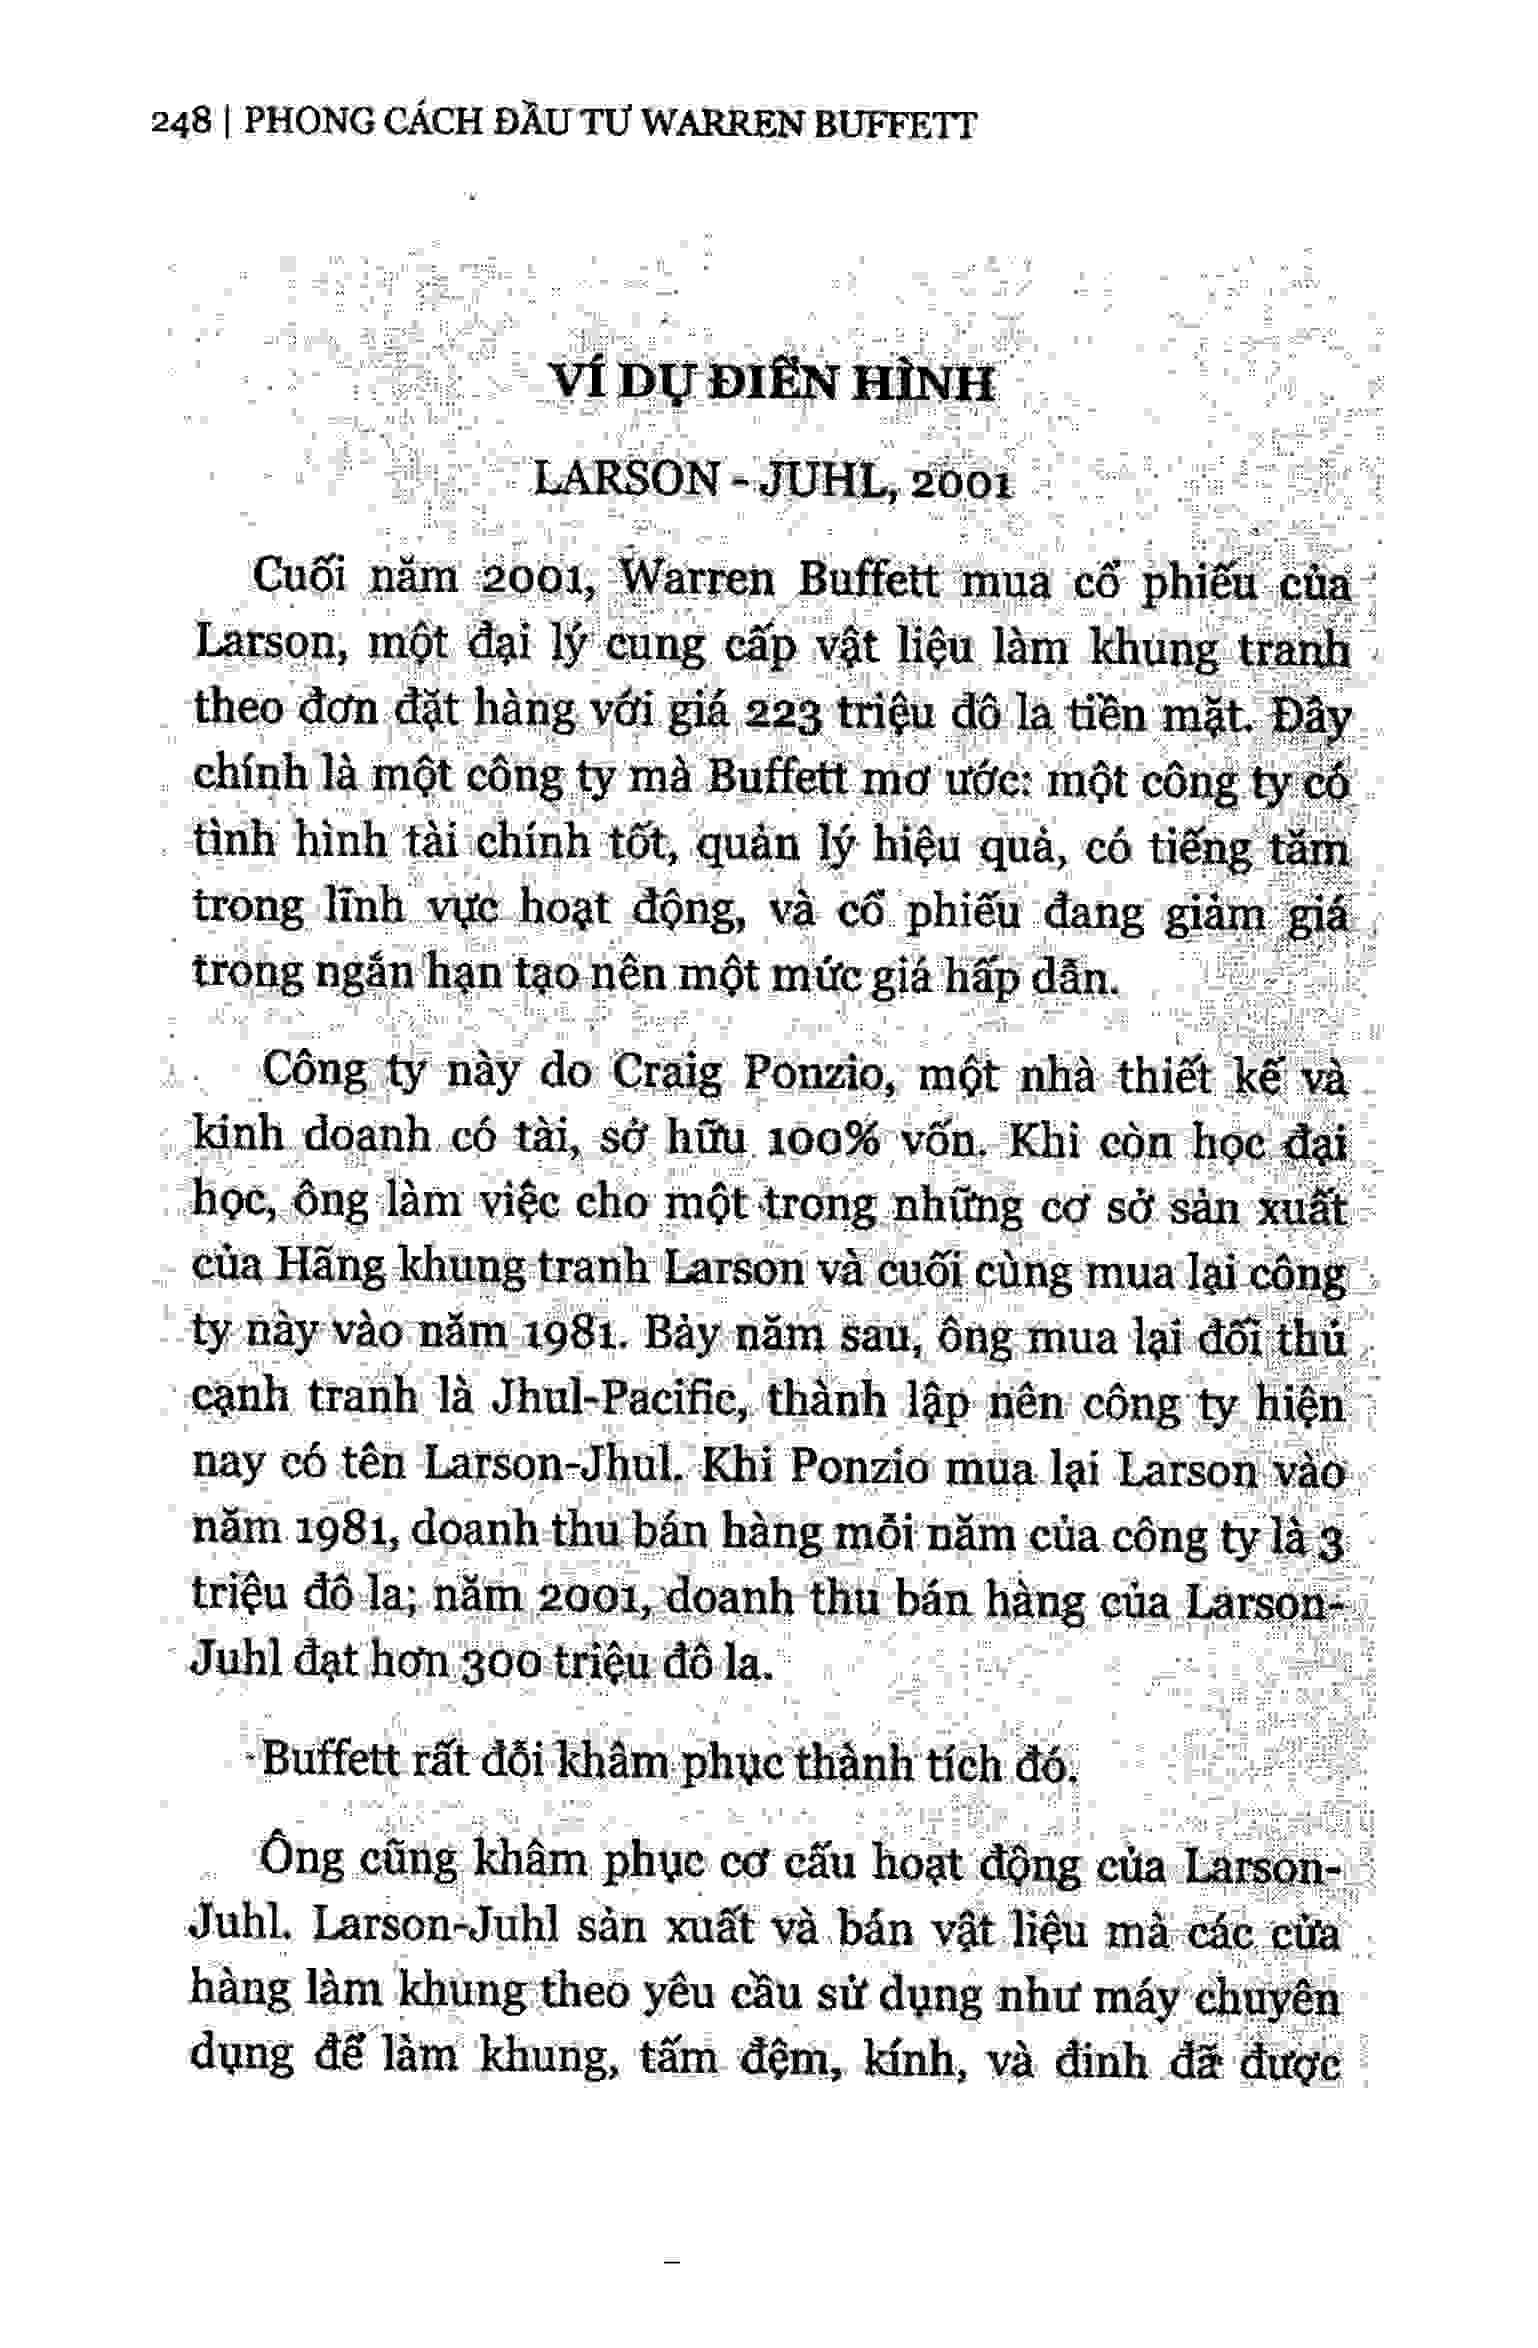 248 | PHONG CÁCH ĐẦU TƯ WARREN BUFFETT
VÍ DỤ ĐIỂN HÌNH
LARSON - JUHL, 2001
Cuối năm 2001, Warren Buffett mua cổ phiếu của
Larson, một đại lý cung cấp vật liệu làm khung tranh
theo đơn đặt hàng với giá 223 triệu đô la tiền mặt. Đây
chính là một công ty mà Buffett mơ ước: một công ty có
tình hình tài chính tốt, quản lý hiệu quả, có tiếng tăm
trong lĩnh vực hoạt động, và cổ phiếu đang giảm giá
trong ngắn hạn tạo nên một mức giá hấp dẫn.
Công ty này do Craig Ponzio, một nhà thiết kế và
kinh doanh có tài, sở hữu 100% vốn. Khi còn học đại
học, ông làm việc cho một trong những cơ sở sản xuất
của Hãng khung tranh Larson và cuối cùng mua lại công
ty này vào năm 1981. Bảy năm sau, ông mua lại đối thủ
cạnh tranh là Jhul-Pacific, thành lập nên công ty hiện
nay có tên Larson-Jhul. Khi Ponzio mua lại Larson vào
năm 1981, doanh thu bán hàng mỗi năm của công ty là 3
triệu đô la; năm 2001, doanh thu bán hàng của Larson-
Juhl đạt hơn 300 triệu đô la.
Buffett rất đỗi khâm phục thành tích đó.
Ông cũng khâm phục cơ cấu hoạt động của Larson-
Juhl. Larson-Juhl sản xuất và bán vật liệu mà các cửa
hàng làm khung theo yêu cầu sử dụng như máy chuyên
dụng để làm khung, tấm đệm, kính, và đinh đã được